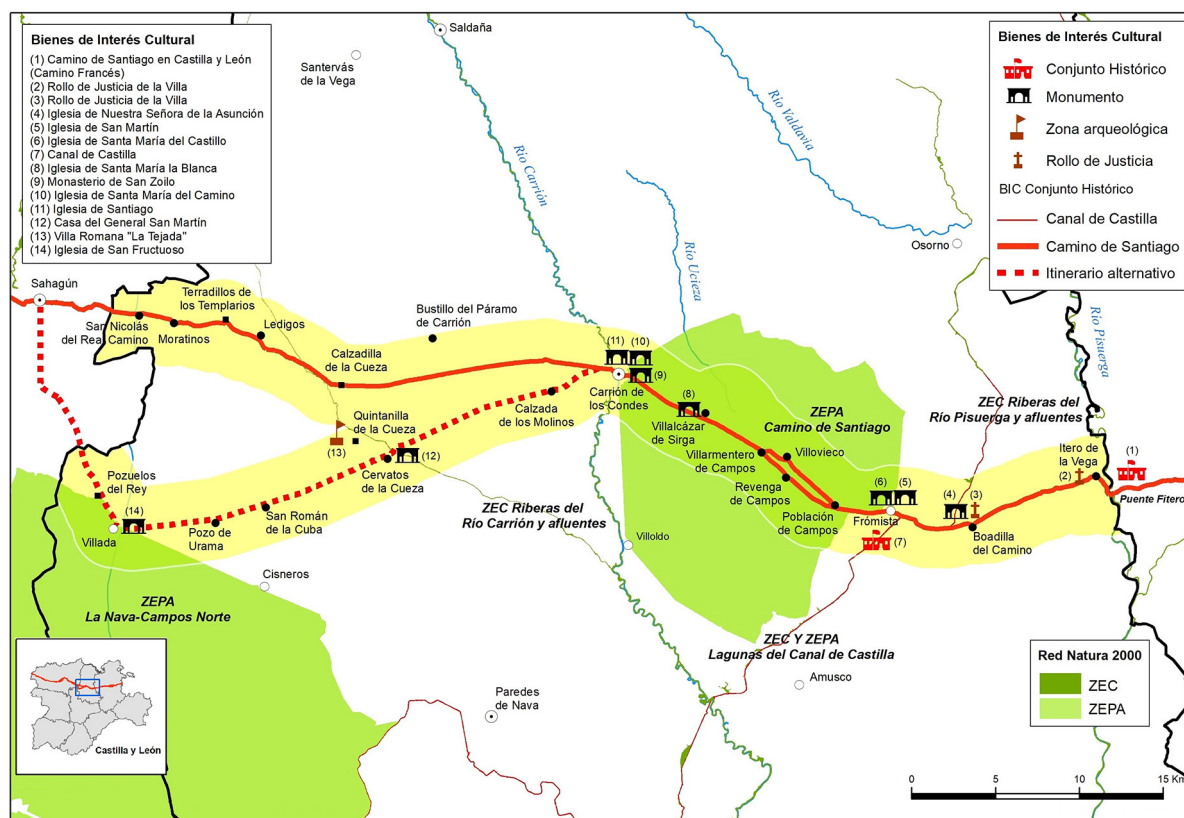 Bienes de Interés Cultural
(1) Camino de Santiago en Castilla y León
(Camino Francés)
(2) Rollo de Justicia de la Villa
(3) Rollo de Justicia de la Villa
(4) Iglesia de Nuestra Señora de la Asunción
(5) Iglesia de San Martín
(6) Iglesia de Santa María del Castillo
(7) Canal de Castilla
(8) Iglesia de Santa María la Blanca
(9) Monasterio de San Zoilo
(10) Iglesia de Santa María del Camino
(11) Iglesia de Santiago
(12) Casa del General San Martín
(13) Villa Romana "La Tejada"
(14) Iglesia de San Fructuoso
Saldaña
Santervás
de la Vega
Río Carrión
Río Valdavia
Río Ucieza
Osorno
Río Pisuerga
Bienes de Interés Cultural
Conjunto Histórico
Monumento
Zona arqueológica
Rollo de Justicia
BIC Conjunto Histórico
Canal de Castilla
Camino de Santiago
Itinerario alternativo
Sahagún
San Nicolás
del Real Camino
Moratinos
Terradillos de
los Templarios
Ledigos
Bustillo del Páramo
de Carrión
Calzadilla
de la Cueza
(11)
(10)
(9)
Carrión de
los Condes
Calzada
de los Molinos
Quintanilla
de la Cueza
(13)
(12)
Cervatos
de la Cueza
San Román
de la Cuba
Pozo de
Urama
Pozuelos
del Rey
(14)
Villada
Cisneros
ZEPA
La Nava-Campos Norte
ZEC Riberas del
Río Carrión y afluentes
Villoldo
(8)
Villalcázar
de Sirga
ZEPA
Camino de Santiago
Villarmentero
de Campos
Villovieco
Revenga
de Campos
Población
de Campos
(6)
(5)
Frómista
(7)
(4)
(3)
Boadilla
del Camino
ZEC Riberas del
Río Pisuerga y afluentes
Itero de
la Vega
(2)
(1)
Puente Fitero
ZEC Y ZEPA
Lagunas del Canal de Castilla
Amusco
Paredes
de Nava
Castilla y León
Red Natura 2000
ZEC
ZEPA
0
5
10
15 Km